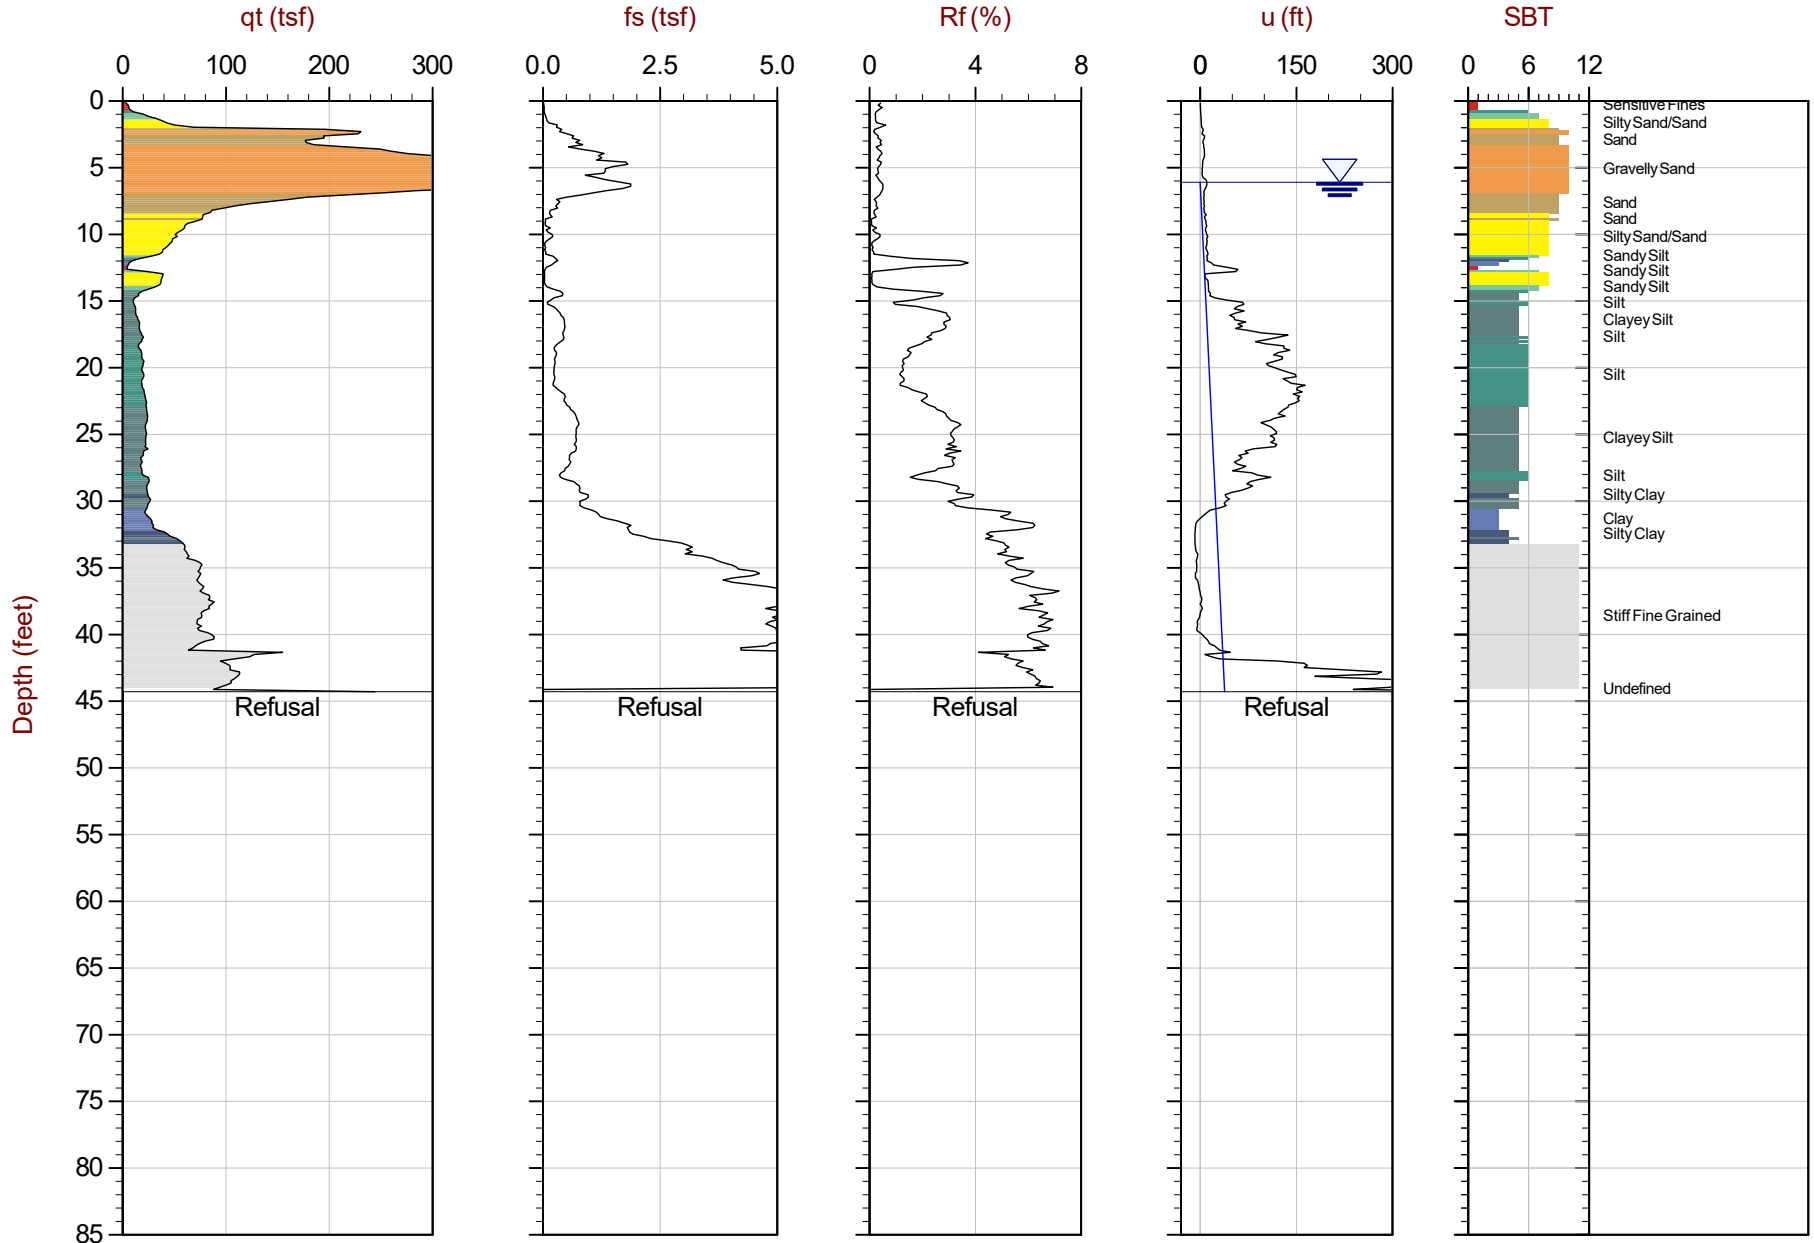 qt (tsf) fs (tsf) Rf (%) u (ft) SBT
0 100 200 300 0.0 2.5 5.0 0 4 8 0 150 300 0 6 12
0
5
10
15
20
25
30
35
40
45
50
55
60
65
70
75
80
85
Depth (feet)
Sensitive Fines
Silty Sand/Sand
Sand
Gravelly Sand
Sand
Sand
Silty Sand/Sand
Sandy Silt
Sandy Silt
Sandy Silt
Silt
Clayey Silt
Silt
Silt
Clayey Silt
Silt
Silty Clay
Clay
Silty Clay
Stiff Fine Grained
Undefined
Refusal Refusal Refusal Refusal